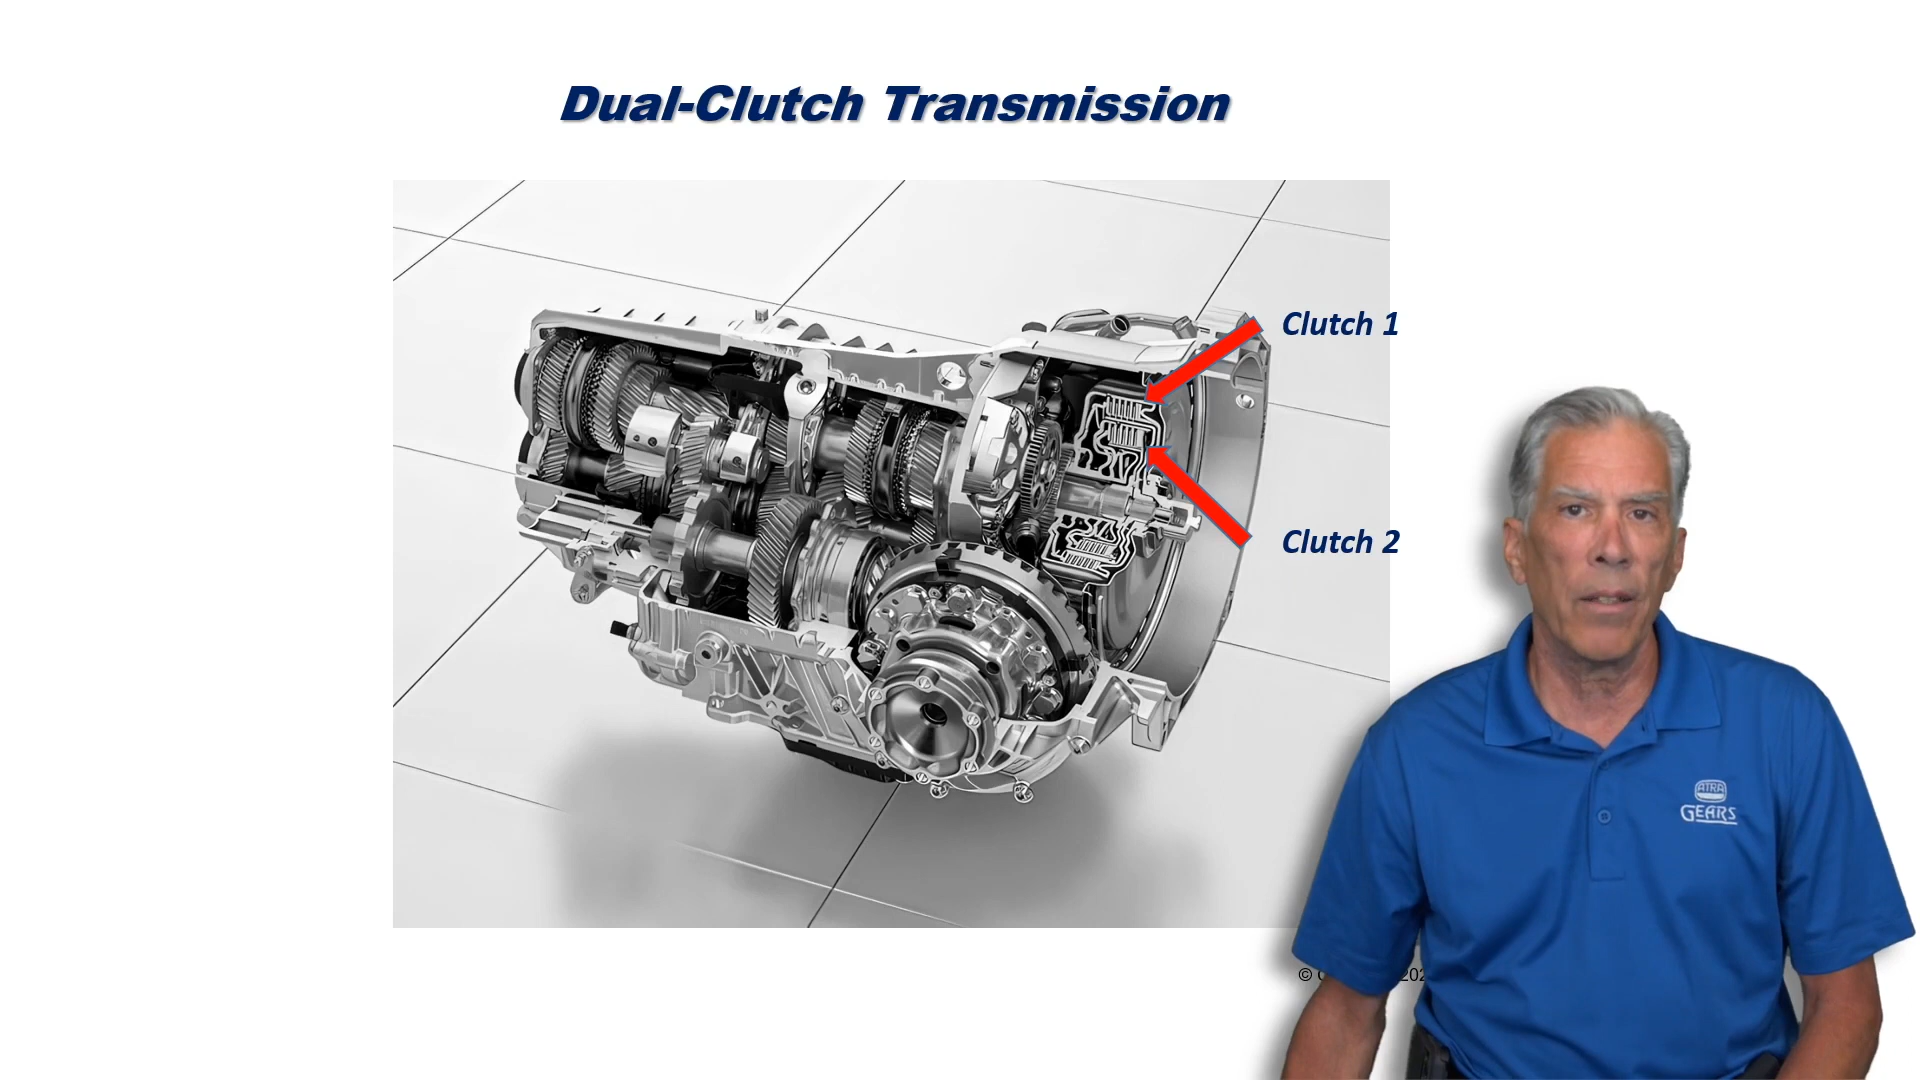 Dual-Clutch Transmission
Clutch 1
Clutch 2
ATRA
GEARS
©